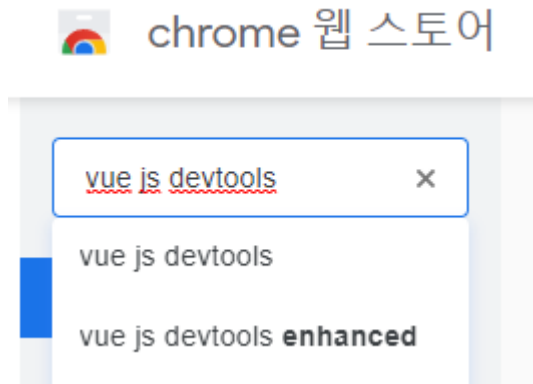 chrome 웹 스토어
vue js devtools
vue js devtools
vue js devtools enhanced